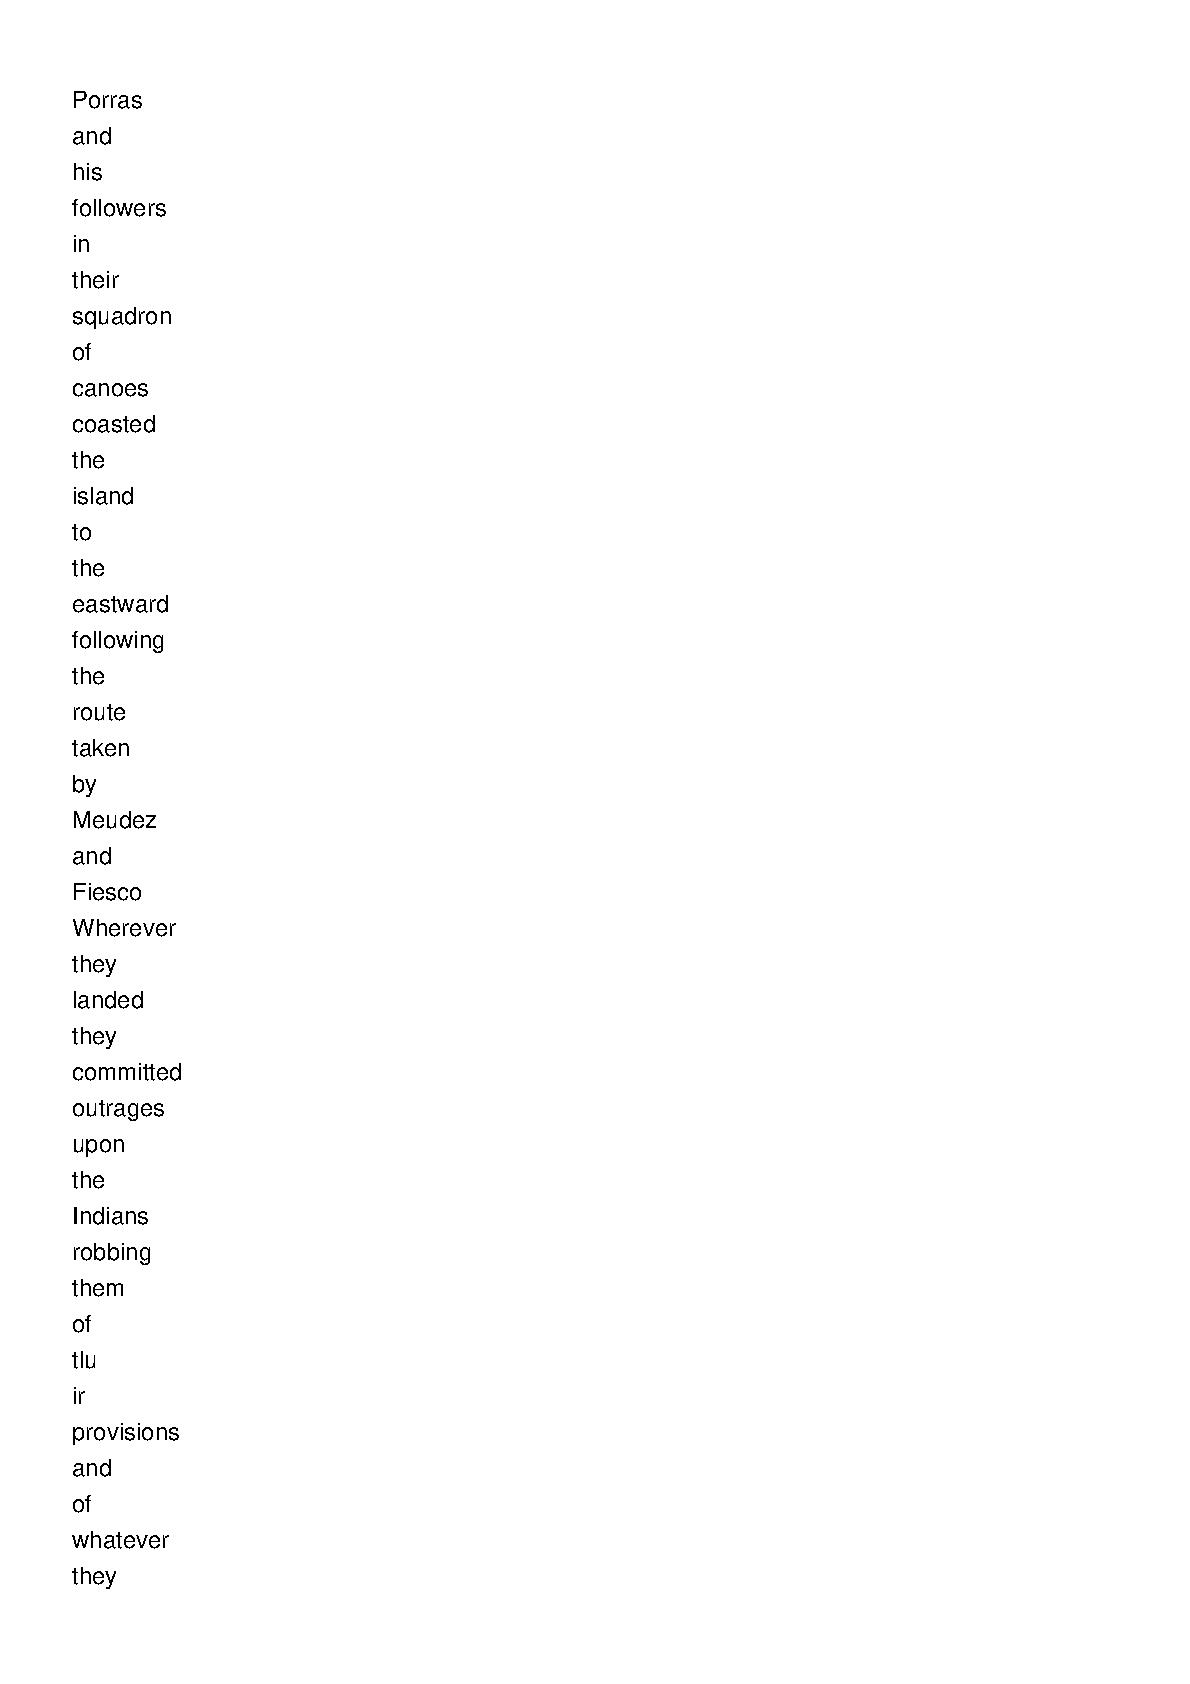 Porras
and
his
followers
in
their
squadron
of
canoes
coasted
the
island
to
the
eastward
following
the
route
taken
by
Meudez
and
Fiesco
Wherever
they
landed
they
committed
outrages
upon
the
Indians
robbing
them
of
tlu
ir
provisions
and
of
whatever
they